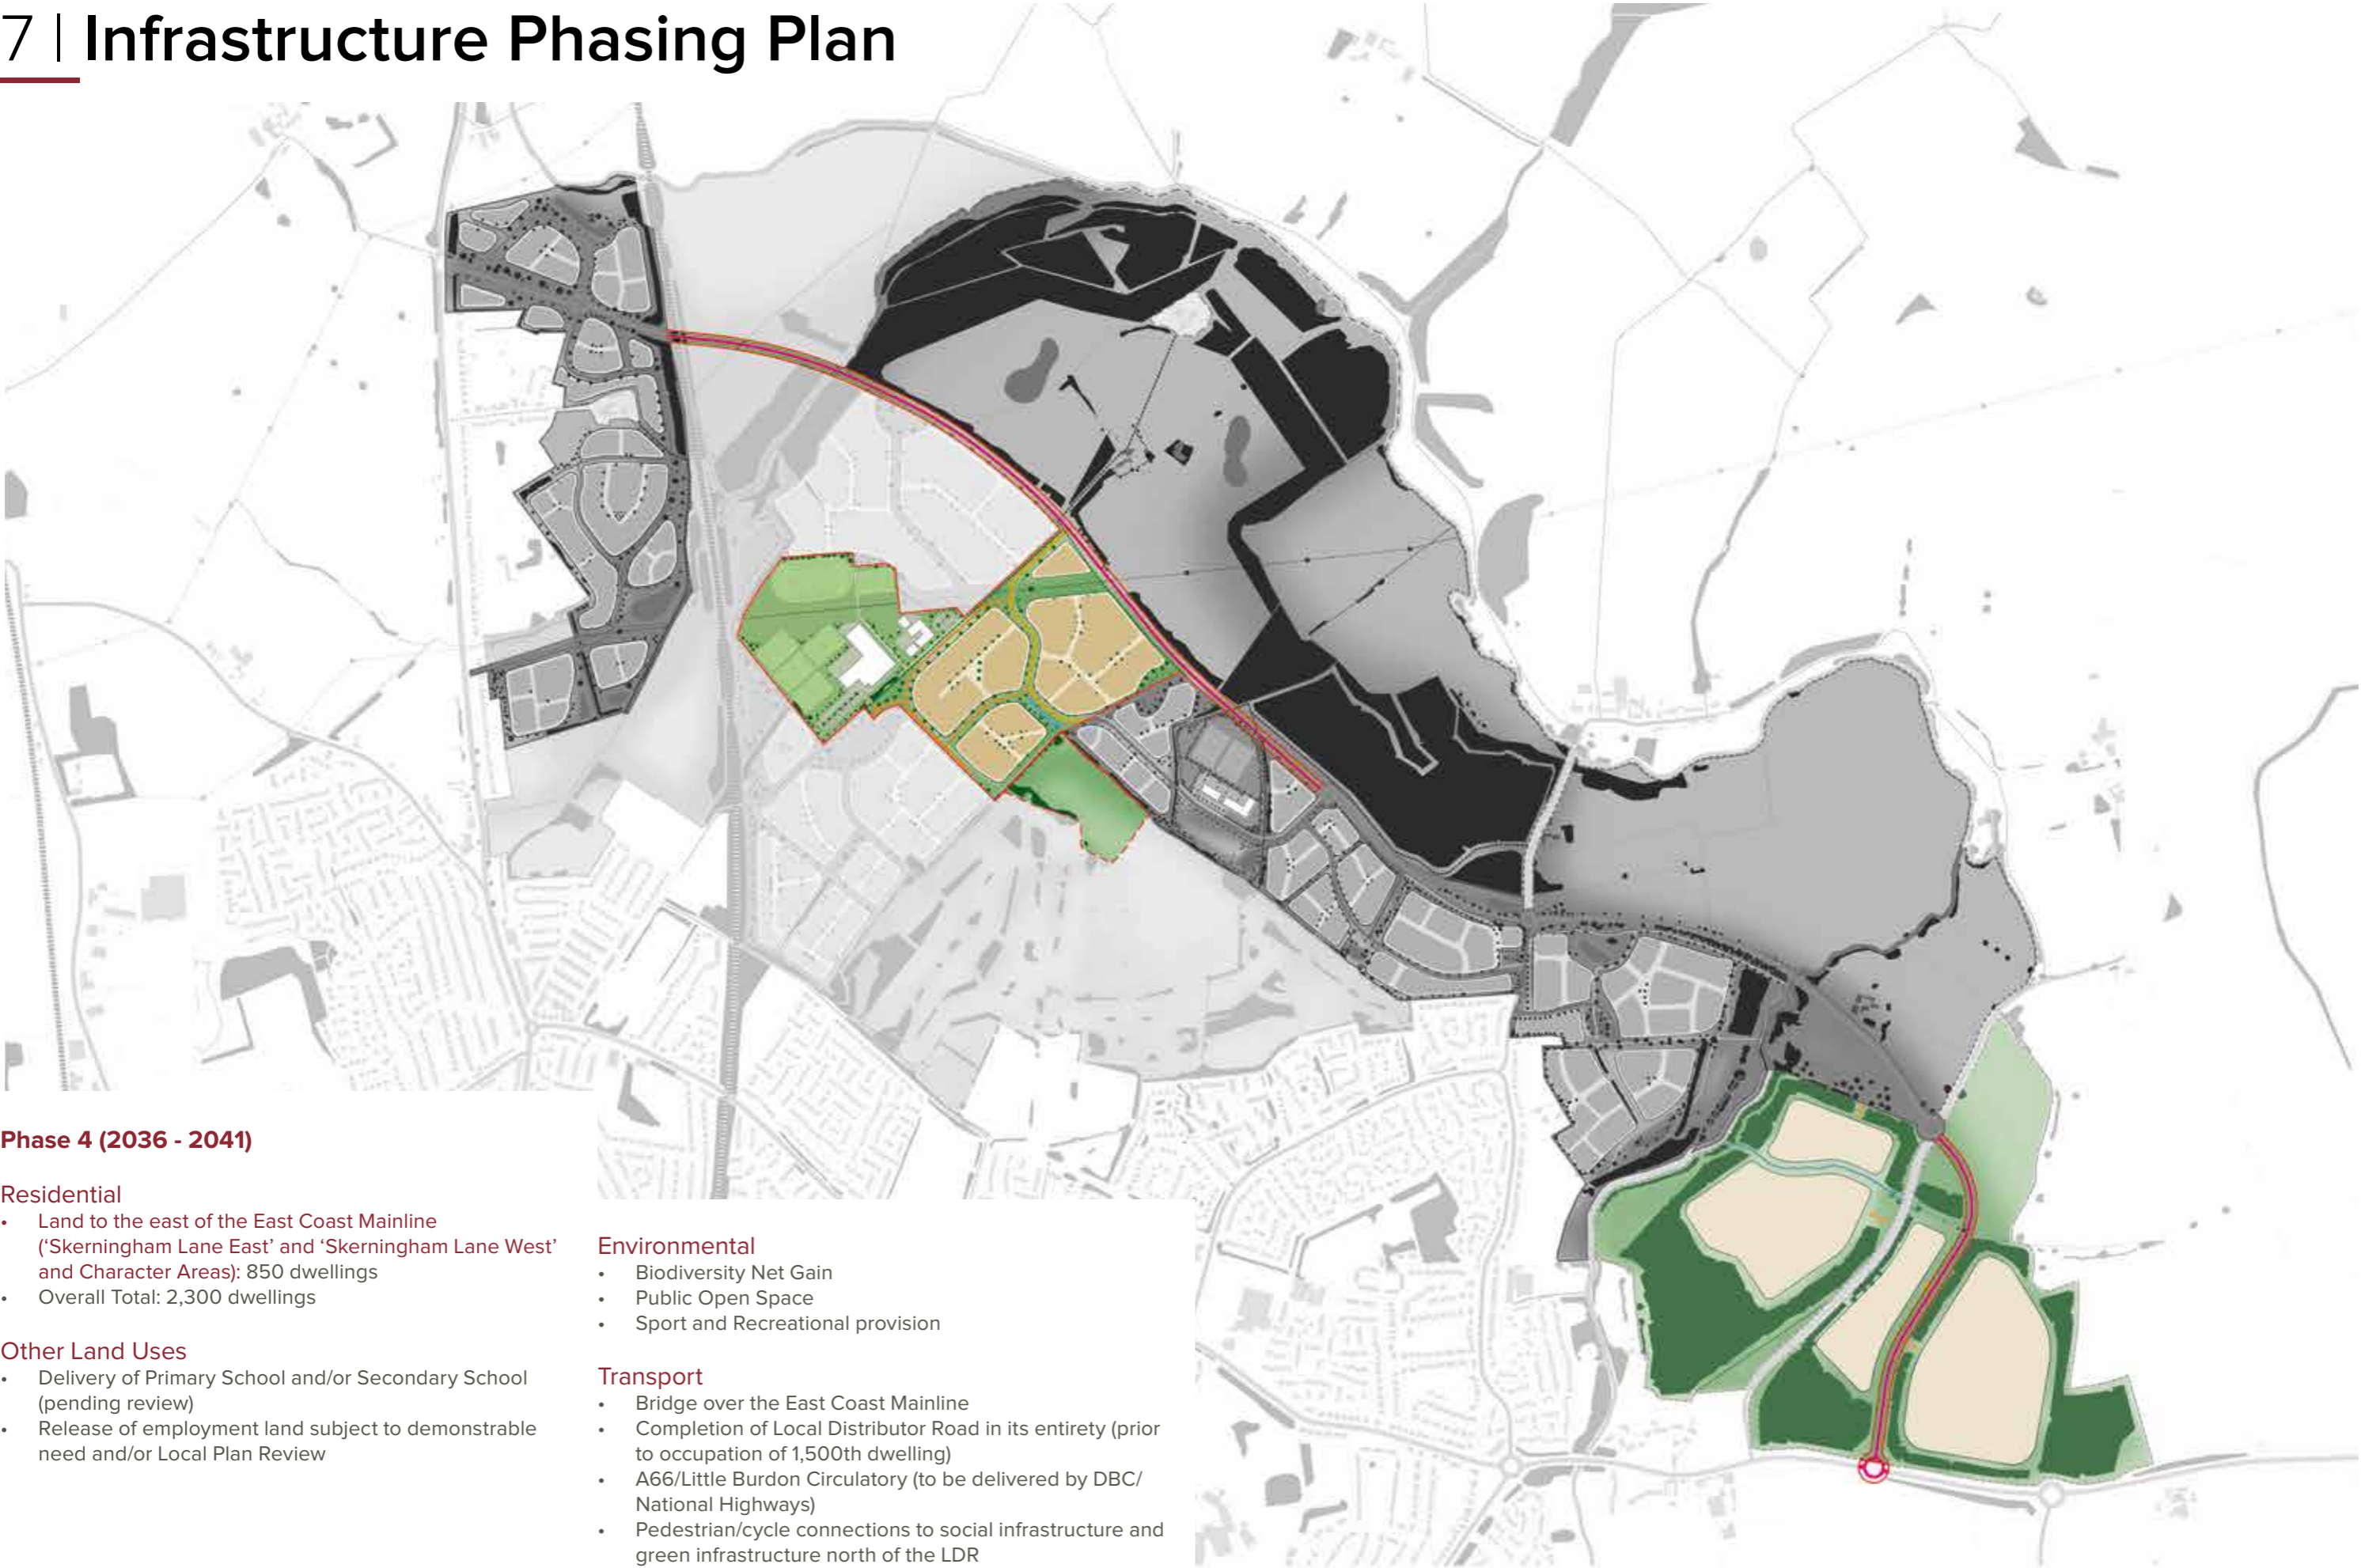 7 | Infrastructure Phasing Plan
Phase 4 (2036 - 2041)
Residential
• Land to the east of the East Coast Mainline
(‘Skerningham Lane East’ and ‘Skerningham Lane West’
and Character Areas): 850 dwellings
• Overall Total: 2,300 dwellings
Other Land Uses
• Delivery of Primary School and/or Secondary School
(pending review)
• Release of employment land subject to demonstrable
need and/or Local Plan Review
Environmental
• Biodiversity Net Gain
• Public Open Space
• Sport and Recreational provision
Transport
• Bridge over the East Coast Mainline
• Completion of Local Distributor Road in its entirety (prior
to occupation of 1,500th dwelling)
• A66/Little Burdon Circulatory (to be delivered by DBC/
National Highways)
• Pedestrian/cycle connections to social infrastructure and
green infrastructure north of the LDR